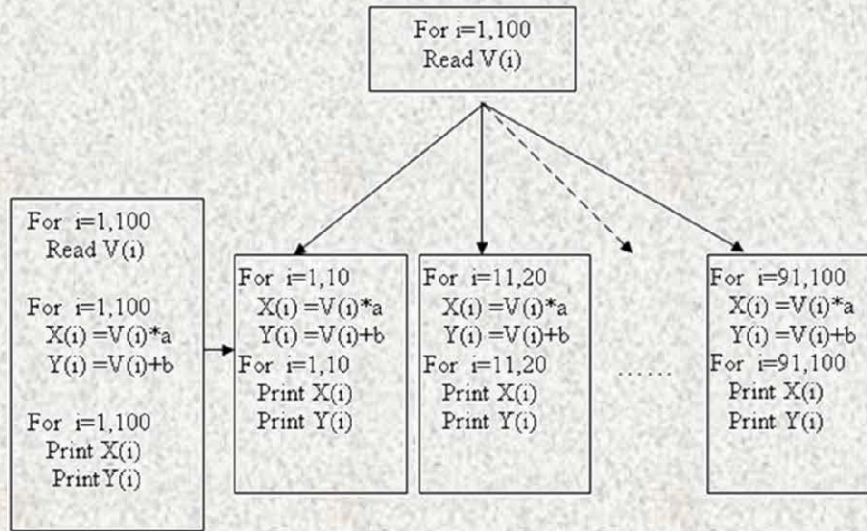 For i=1,100
Read V(i)
For i=1,100
Read V(i)
For i=1,100
X(i) =V(i)*a
Y(i) =V(i)+b
For i=1,100
Print X(i)
PrintY(i)
For i=1,10
X(i) =V(i)*a
Y(i) =V(i)+b
For i=1,10
Print X(i)
Print Y(i)
For i=11,20
X(i) =V(i)*a
Y(i) =V(i)+b
For i=11,20
Print X(i)
Print Y(i)
......
For i=91,100
X(i) =V(i)*a
Y(i) =V(i)+b
For i=91,100
Print X(i)
Print Y(i)